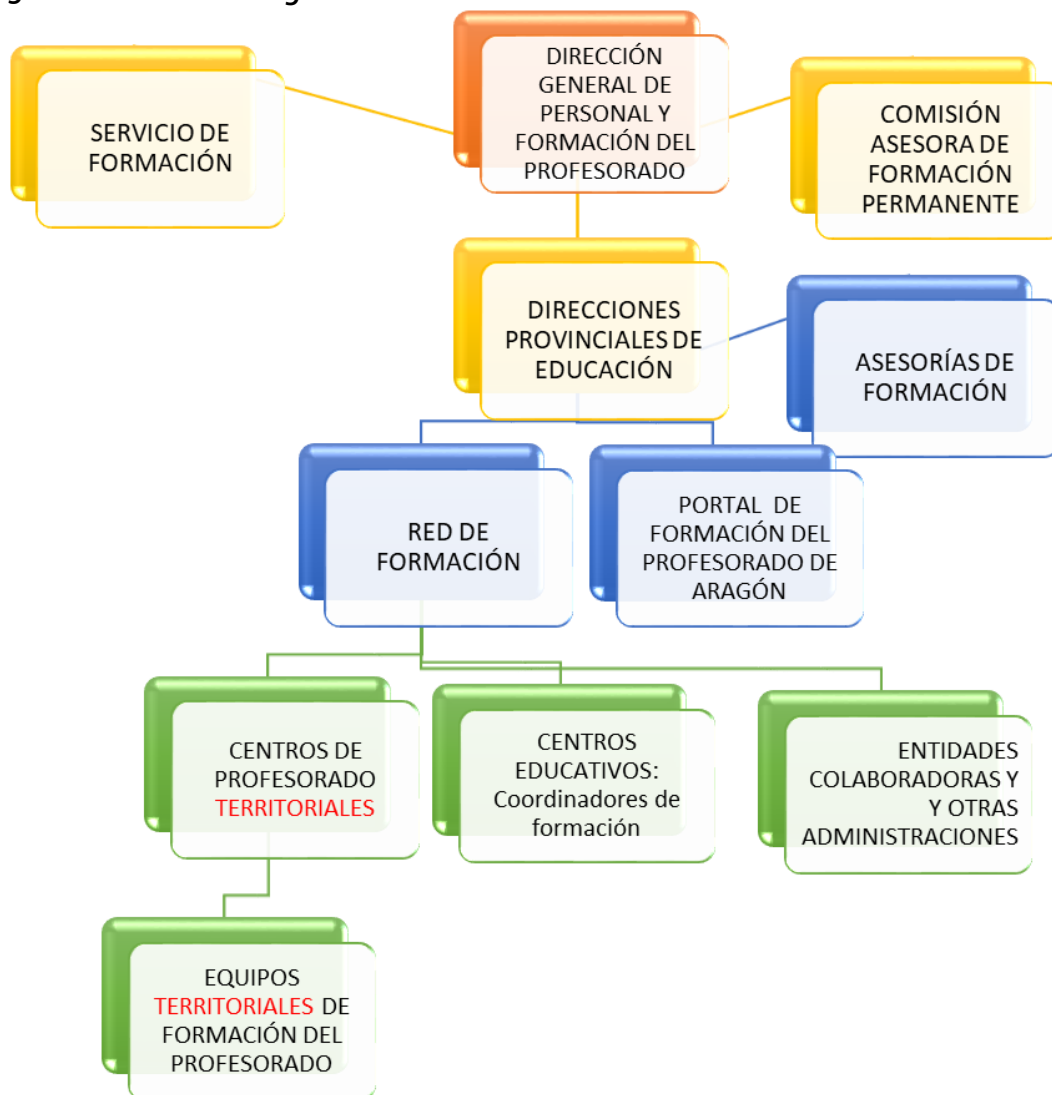 DIRECCIÓN
GENERAL DE
PERSONAL Y
FORMACIÓN DEL
PROFESORADO
SERVICIO DE
FORMACIÓN
COMISIÓN
ASESORA DE
FORMACIÓN
PERMANENTE
DIRECCIONES
PROVINCIALES DE
EDUCACIÓN
ASESORÍAS DE
FORMACIÓN
RED DE
FORMACIÓN
PORTAL DE
FORMACIÓN DEL
PROFESORADO DE
ARAGÓN
CENTROS DE
PROFESORADO
TERRITORIALES
CENTROS
EDUCATIVOS:
Coordinadores de
formación
ENTIDADES
COLABORADORAS Y
Y OTRAS
ADMINISTRACIONES
EQUIPOS
TERRITORIALES DE
FORMACIÓN DEL
PROFESORADO